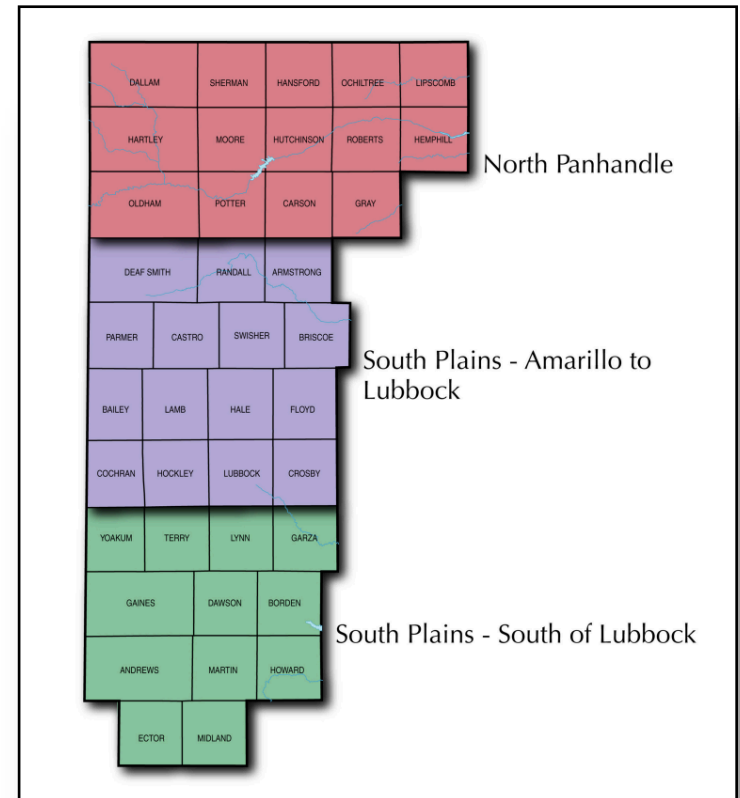 DALLAM SHERMAN HANSFORD OCHILTREE LIPSCOMB
HARTLEY MOORE HUTCHINSON ROBERTS HEMPHILL
North Panhandle
OLDHAM POTTER CARSON GRAY
DEAF SMITH RANDALL ARMSTRONG
PARMER CASTRO SWISHER BRISCOE
South Plains - Amarillo to
Lubbock
BAILEY LAMB HALE FLOYD
COCHRAN HOCKLEY LUBBOCK CROSBY
YOAKUM TERRY LYNN GARZA
GAINES DAWSON BORDEN
South Plains - South of Lubbock
ANDREWS MARTIN HOWARD
ECTOR MIDLAND